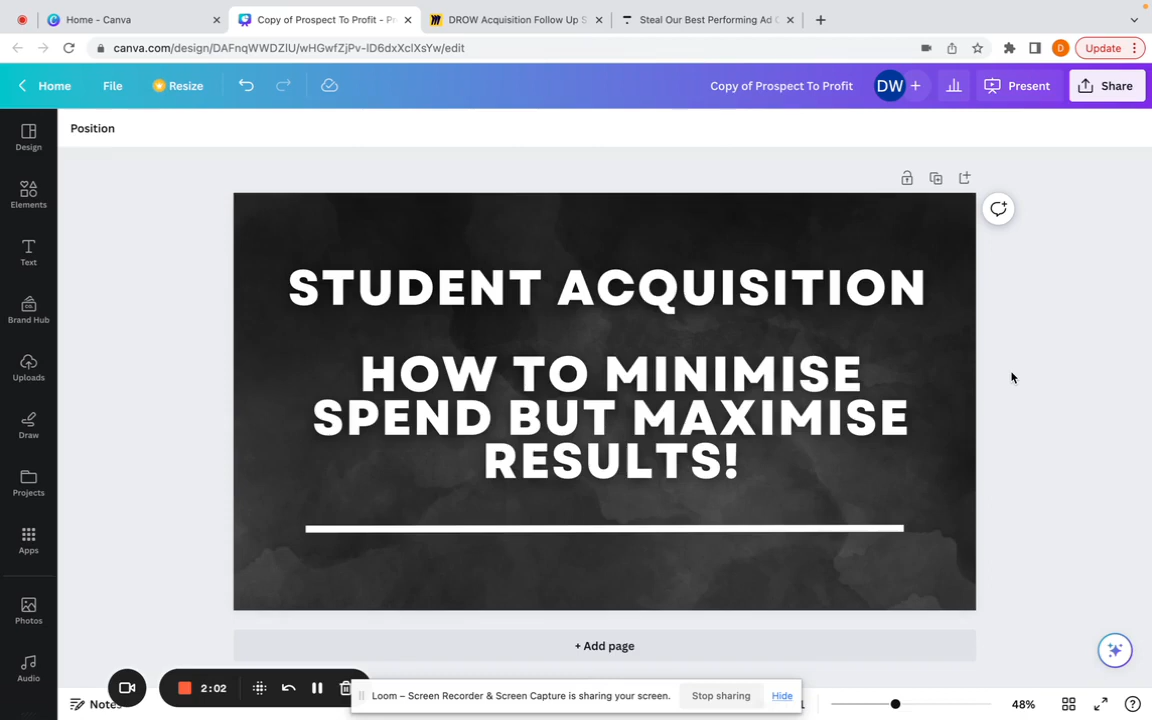 Home - Canva
Copy of Prospect To Profit - Pr
DROW Acquisition Follow Up S
Steal Our Best Performing Ad C
canva.com/design/DAFnqWWDZIU/wHGwfZjPv-lD6dxXclXsYw/edit
D
Update
Home
File
Resize
Copy of Prospect To Profit
DW
Present
Share
Design
Elements
Text
Brand Hub
Uploads
Draw
Projects
Apps
Photos
Audio
Position
STUDENT ACQUISITION
HOW TO MINIMISE
SPEND BUT MAXIMISE
RESULTS!
+ Add page
Notes
2:02
Loom – Screen Recorder & Screen Capture is sharing your screen.
Stop sharing
Hide
48%